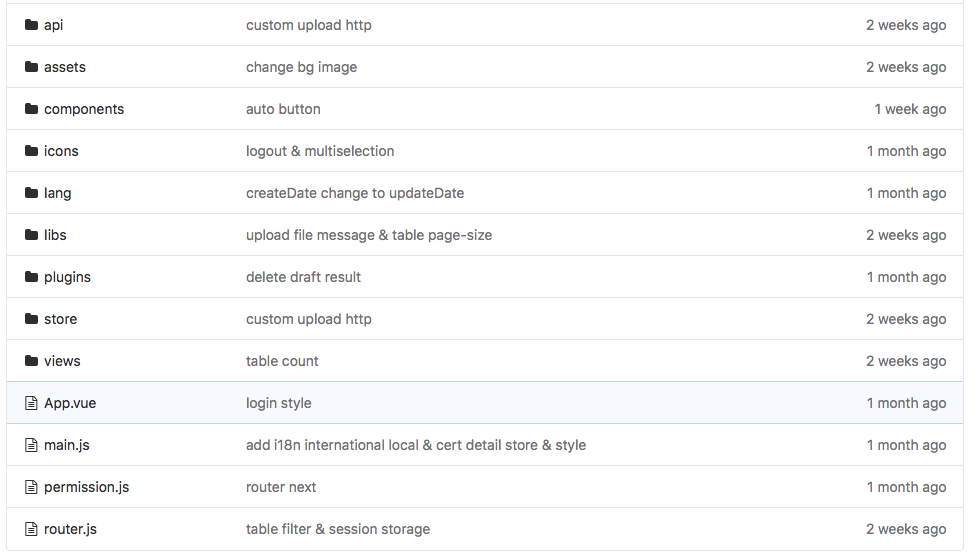 api custom upload http 2 weeks ago
assets change bg image 2 weeks ago
components auto button 1 week ago
icons logout & multiselection 1 month ago
lang createDate change to updateDate 1 month ago
libs upload file message & table page-size 2 weeks ago
plugins delete draft result 1 month ago
store custom upload http 2 weeks ago
views table count 2 weeks ago
App.vue login style 1 month ago
main.js add i18n international local & cert detail store & style 1 month ago
permission.js router next 1 month ago
router.js table filter & session storage 2 weeks ago